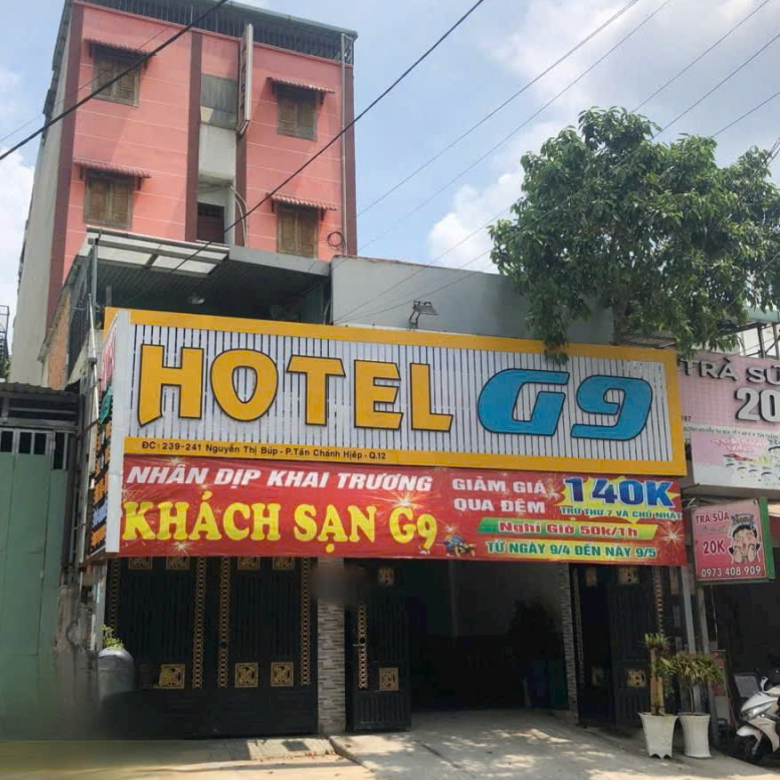 HOTEL G9
ĐC: 239-241 Nguyễn Thị Búp - P.Tân Chánh Hiệp - Q.12
NHÂN DỊP KHAI TRƯƠNG
KHÁCH SẠN G9
GIẢM GIÁ
QUA ĐÊM
140K
TRỪ THỨ 7 VÀ CHỦ NHẬT
Nghỉ Giờ 50k/1h
TỪ NGÀY 9/4 ĐẾN NÀY 9/5
TRÀ SỮA
20
TRÀ SỮA
20K
0973 408 909